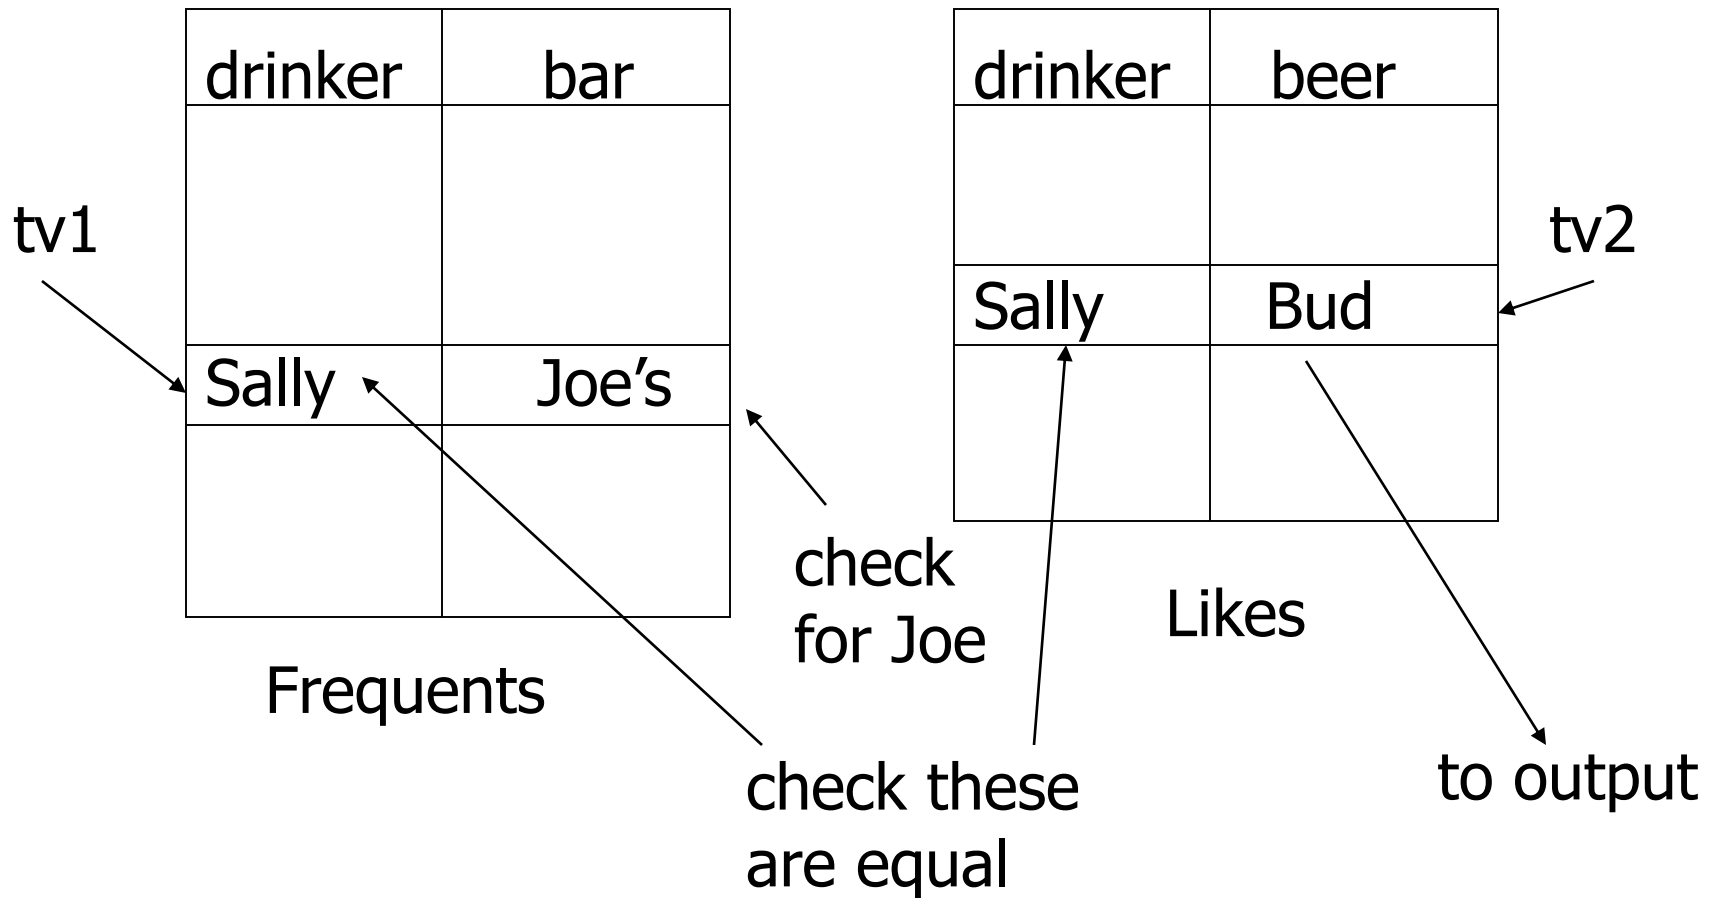 drinker bar
drinker beer
tv1
tv2
Sally Bud
Sally Joe’s
check
for Joe
Likes
Frequents
check these
are equal
to output